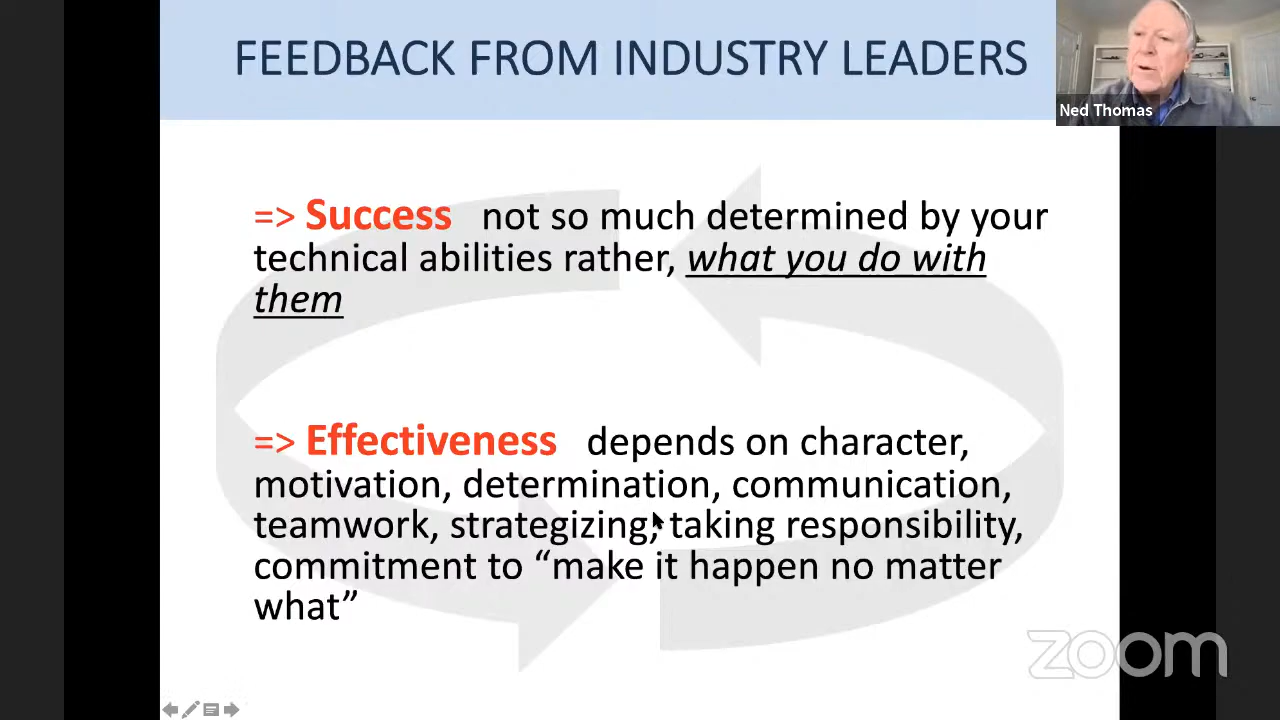 FEEDBACK FROM INDUSTRY LEADERS
Ned Thomas
=> Success not so much determined by your
technical abilities rather, what you do with
them
=> Effectiveness depends on character,
motivation, determination, communication,
teamwork, strategizing, taking responsibility,
commitment to “make it happen no matter
what”
zoom